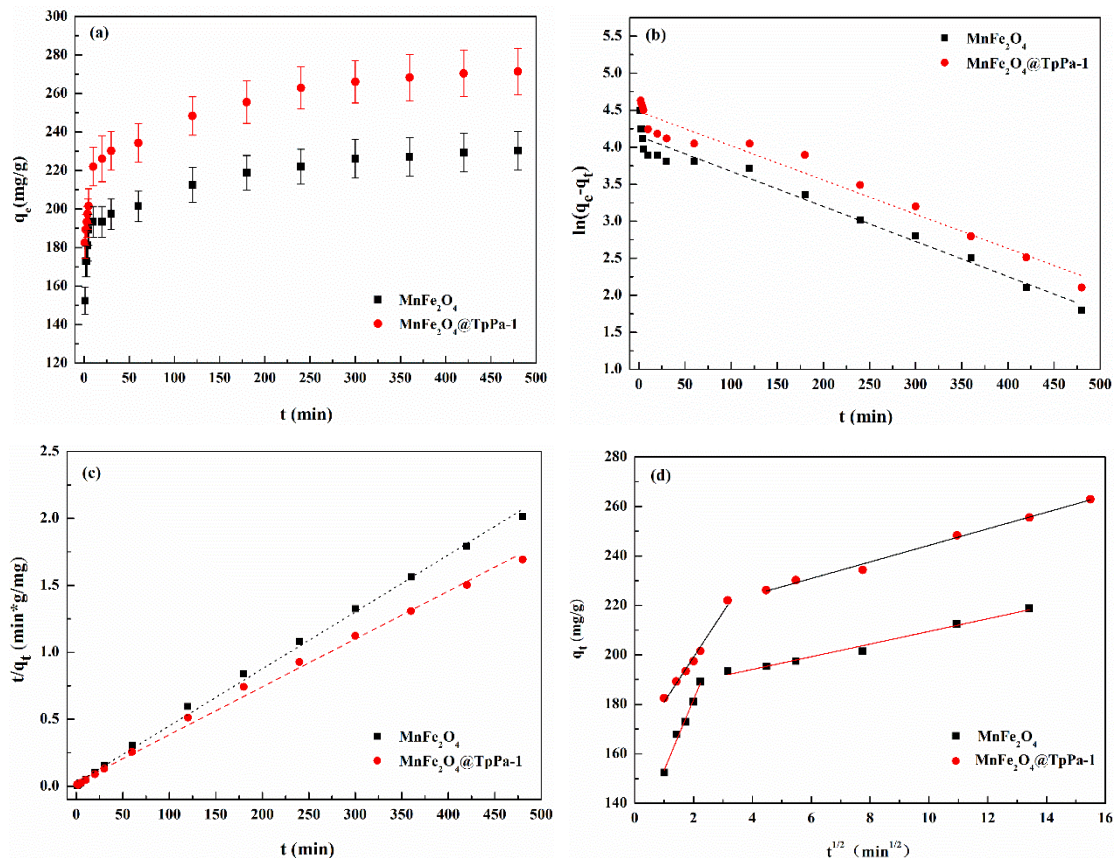 (a)
q_e(mg/g)
300
280
260
240
220
200
180
160
140
120
MnFe₂O₄
MnFe₂O₄@TpPa-1
0 50 100 150 200 250 300 350 400 450 500
t (min)
(b)
ln(q_e-q_t)
5.5
5.0
4.5
4.0
3.5
3.0
2.5
2.0
1.5
1.0
MnFe₂O₄
MnFe₂O₄@TpPa-1
0 50 100 150 200 250 300 350 400 450 500
t (min)
(c)
t/q_t (min*g/mg)
2.5
2.0
1.5
1.0
0.5
0.0
MnFe₂O₄
MnFe₂O₄@TpPa-1
0 50 100 150 200 250 300 350 400 450 500
t (min)
(d)
q_t (mg/g)
280
260
240
220
200
180
160
140
MnFe₂O₄
MnFe₂O₄@TpPa-1
0 2 4 6 8 10 12 14 16
t^1/2 (min^1/2)